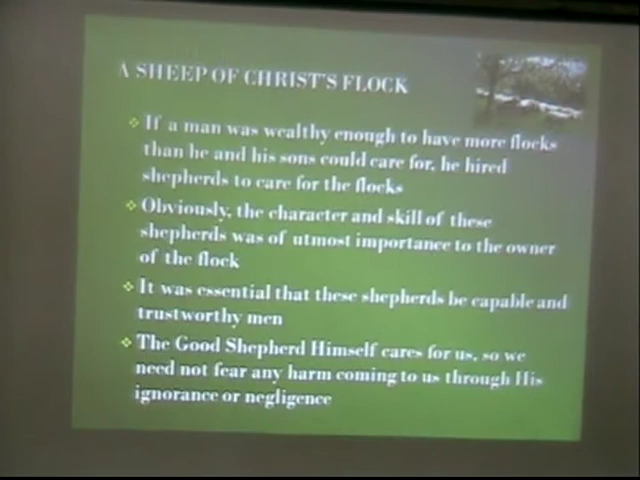 A SHEEP OF CHRIST'S FLOCK
If a man was wealthy enough to have more flocks
than he and his sons could care for, he hired
shepherds to care for the flocks
Obviously, the character and skill of these
shepherds was of utmost importance to the owner
of the flock
It was essential that these shepherds be capable and
trustworthy men
The Good Shepherd Himself cares for us, so we
need not fear any harm coming to us through His
ignorance or negligence